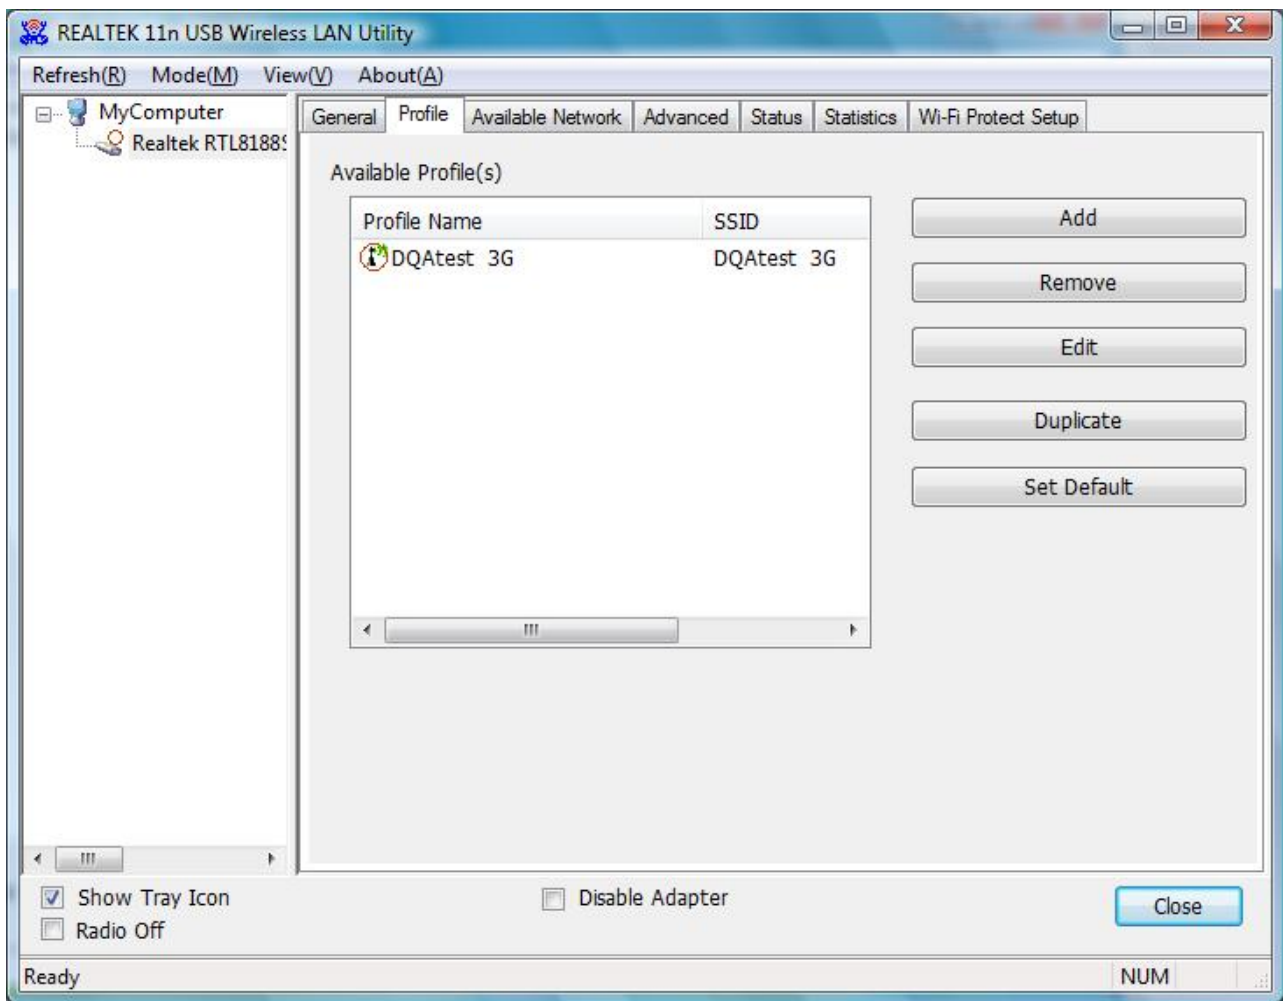 REALTEK 11n USB Wireless LAN Utility
Refresh(R) Mode(M) View(V) About(A)
MyComputer
Realtek RTL8188S
General Profile Available Network Advanced Status Statistics Wi-Fi Protect Setup
Available Profile(s)
Profile Name SSID
DQAtest 3G DQAtest 3G
Add
Remove
Edit
Duplicate
Set Default
Show Tray Icon
Radio Off
Disable Adapter
Close
Ready NUM